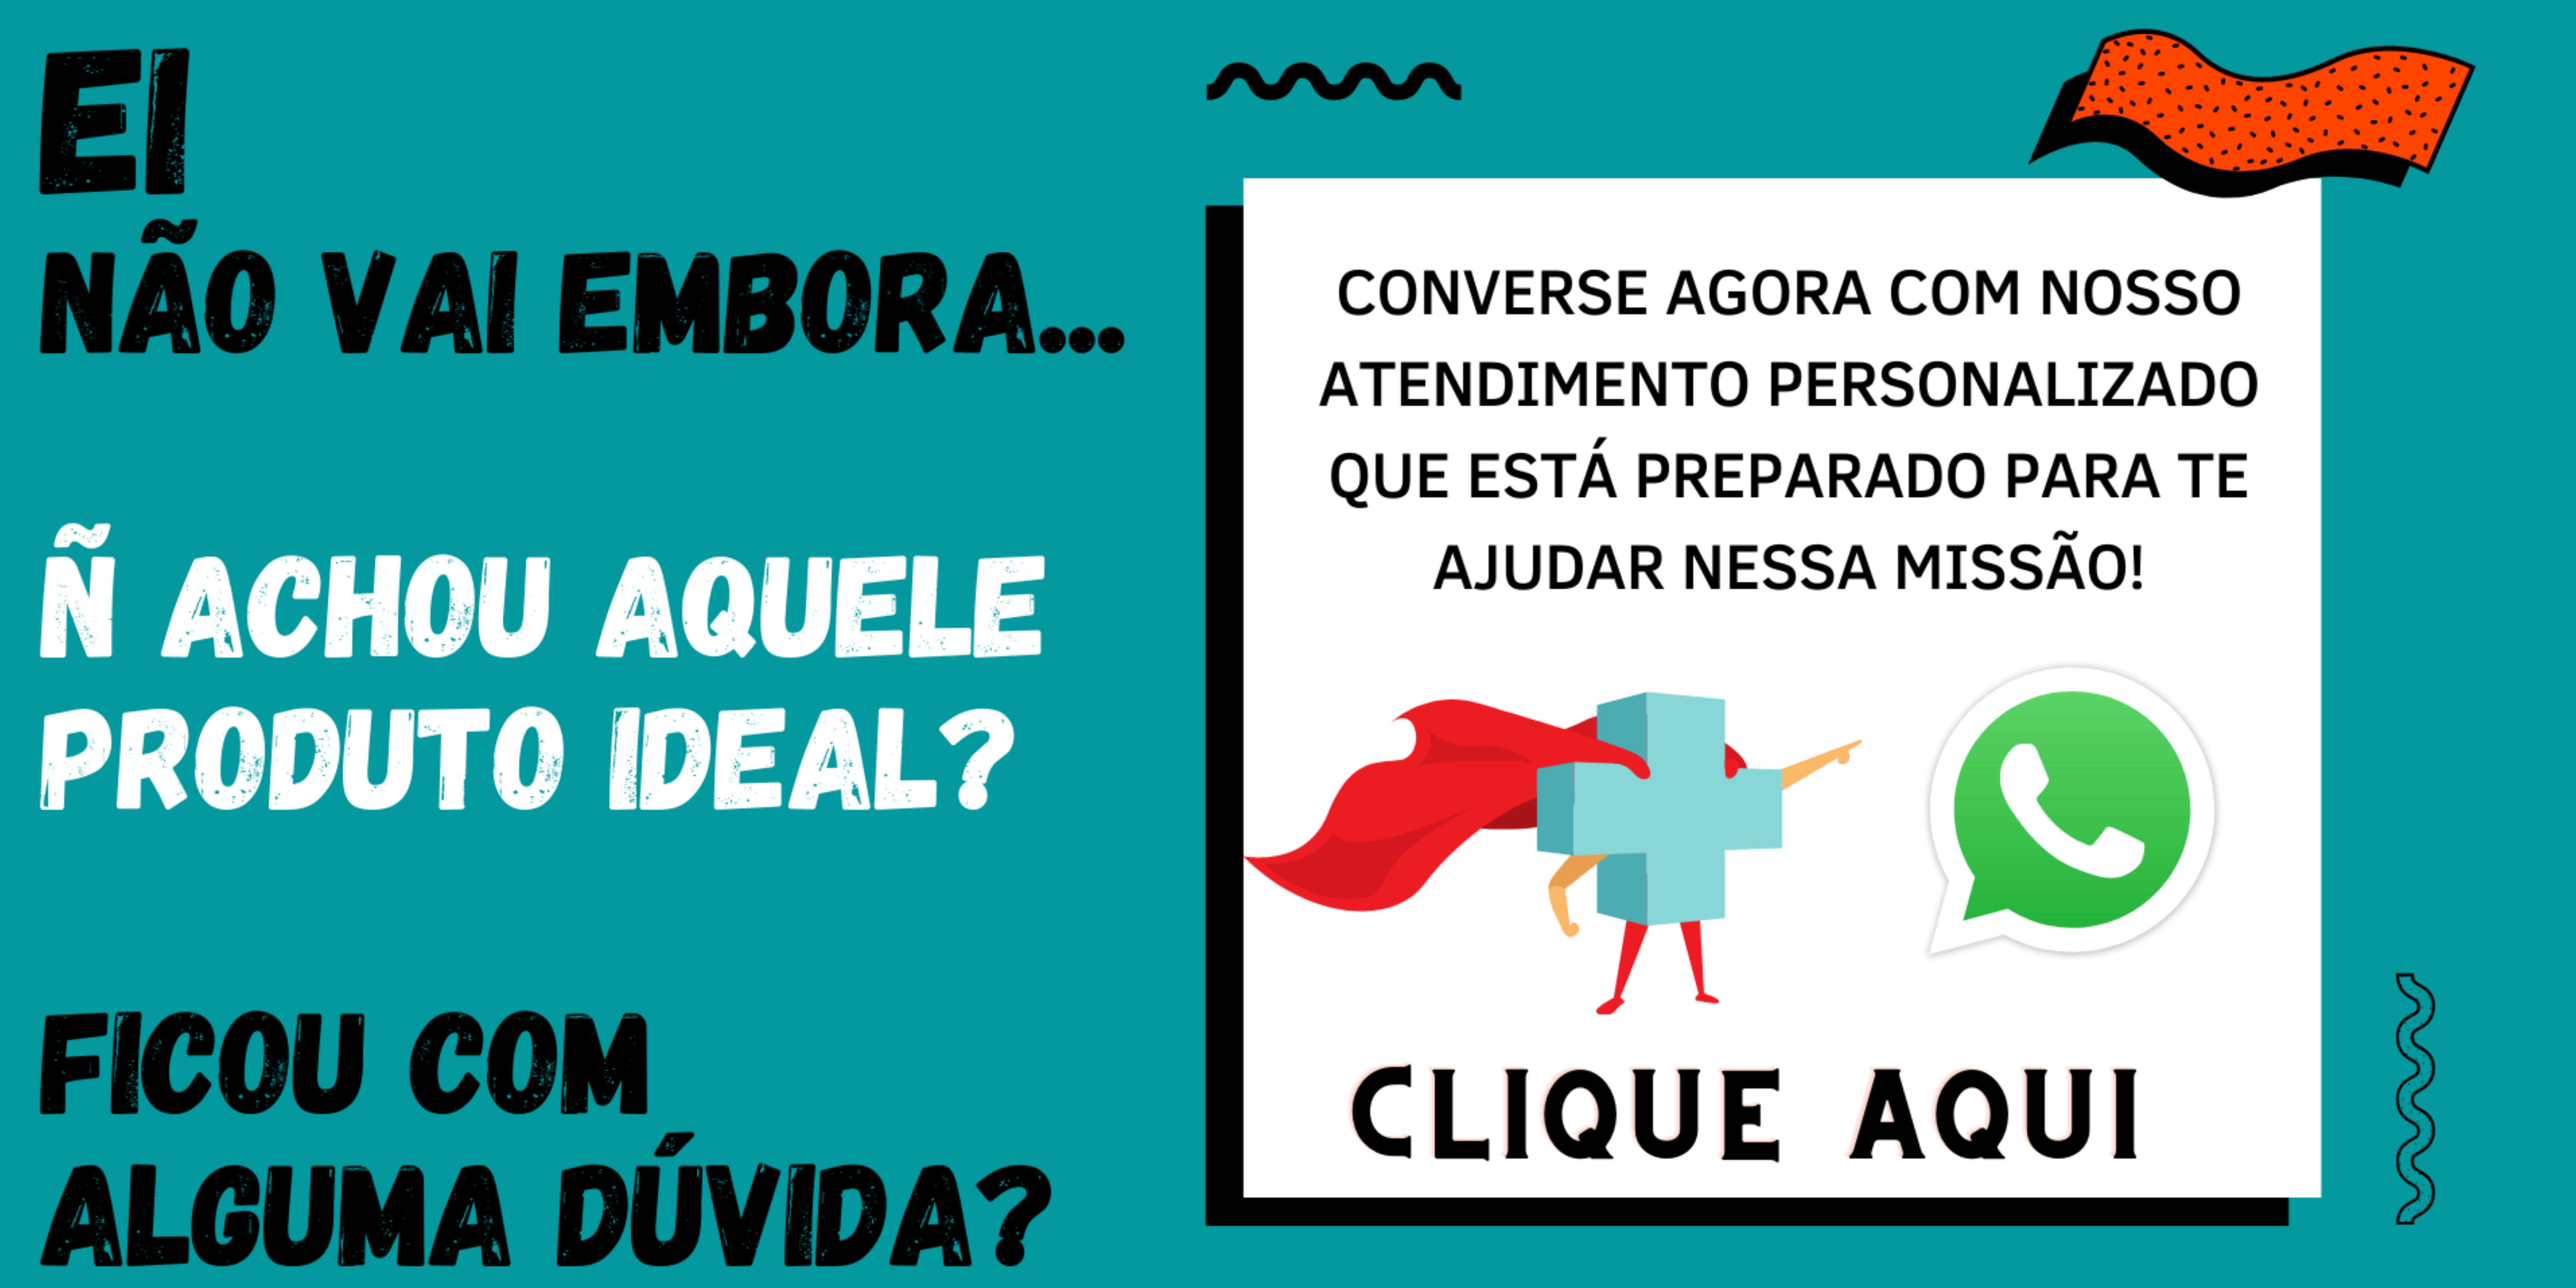 EI
NÃO VAI EMBORA...
Ñ ACHOU AQUELE
PRODUTO IDEAL?
FICOU COM
ALGUMA DÚVIDA?
CONVERSE AGORA COM NOSSO
ATENDIMENTO PERSONALIZADO
QUE ESTÁ PREPARADO PARA TE
AJUDAR NESSA MISSÃO!
CLIQUE AQUI